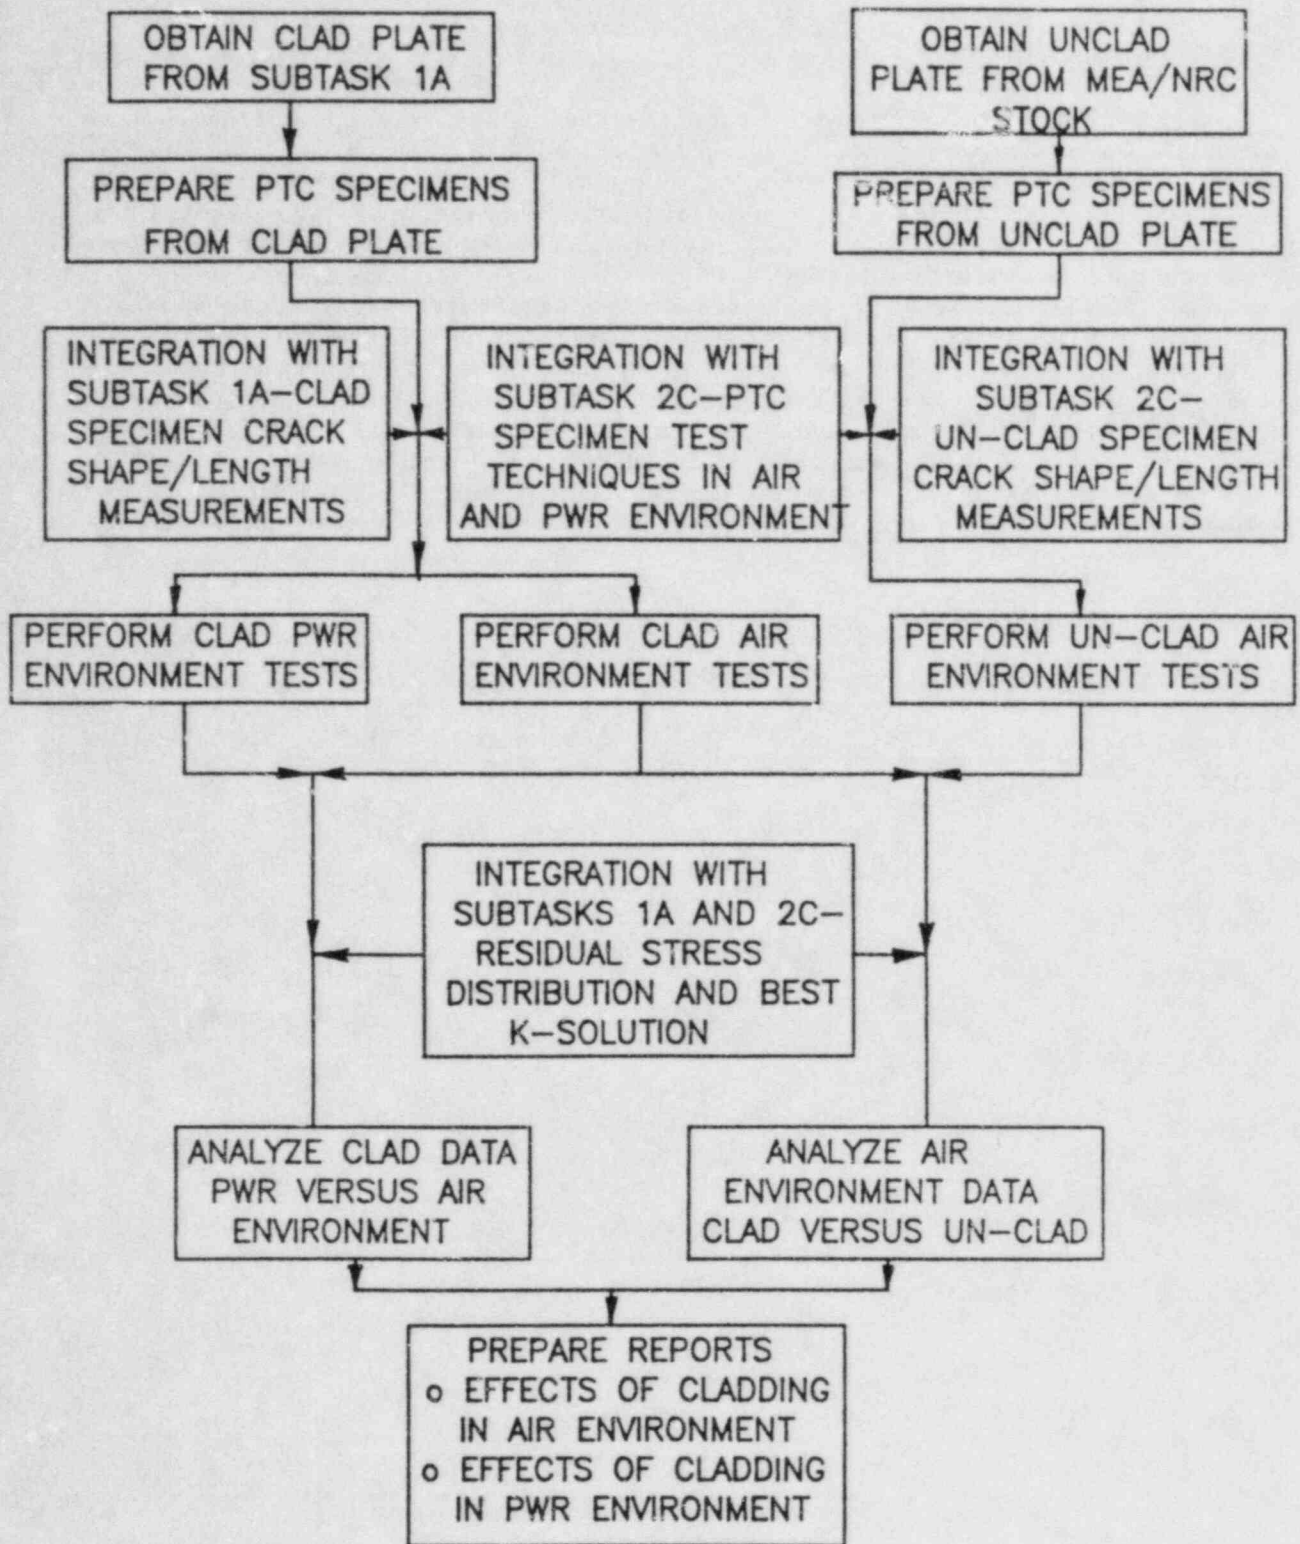 OBTAIN CLAD PLATE
FROM SUBTASK 1A
OBTAIN UNCLAD
PLATE FROM MEA/NRC
STOCK
PREPARE PTC SPECIMENS
FROM CLAD PLATE
PREPARE PTC SPECIMENS
FROM UNCLAD PLATE
INTEGRATION WITH
SUBTASK 1A-CLAD
SPECIMEN CRACK
SHAPE/LENGTH
MEASUREMENTS
INTEGRATION WITH
SUBTASK 2C-PTC
SPECIMEN TEST
TECHNIQUES IN AIR
AND PWR ENVIRONMENT
INTEGRATION WITH
SUBTASK 2C-
UN-CLAD SPECIMEN
CRACK SHAPE/LENGTH
MEASUREMENTS
PERFORM CLAD PWR
ENVIRONMENT TESTS
PERFORM CLAD AIR
ENVIRONMENT TESTS
PERFORM UN-CLAD AIR
ENVIRONMENT TESTS
INTEGRATION WITH
SUBTASKS 1A AND 2C-
RESIDUAL STRESS
DISTRIBUTION AND BEST
K-SOLUTION
ANALYZE CLAD DATA
PWR VERSUS AIR
ENVIRONMENT
ANALYZE AIR
ENVIRONMENT DATA
CLAD VERSUS UN-CLAD
PREPARE REPORTS
o EFFECTS OF CLADDING
IN AIR ENVIRONMENT
o EFFECTS OF CLADDING
IN PWR ENVIRONMENT